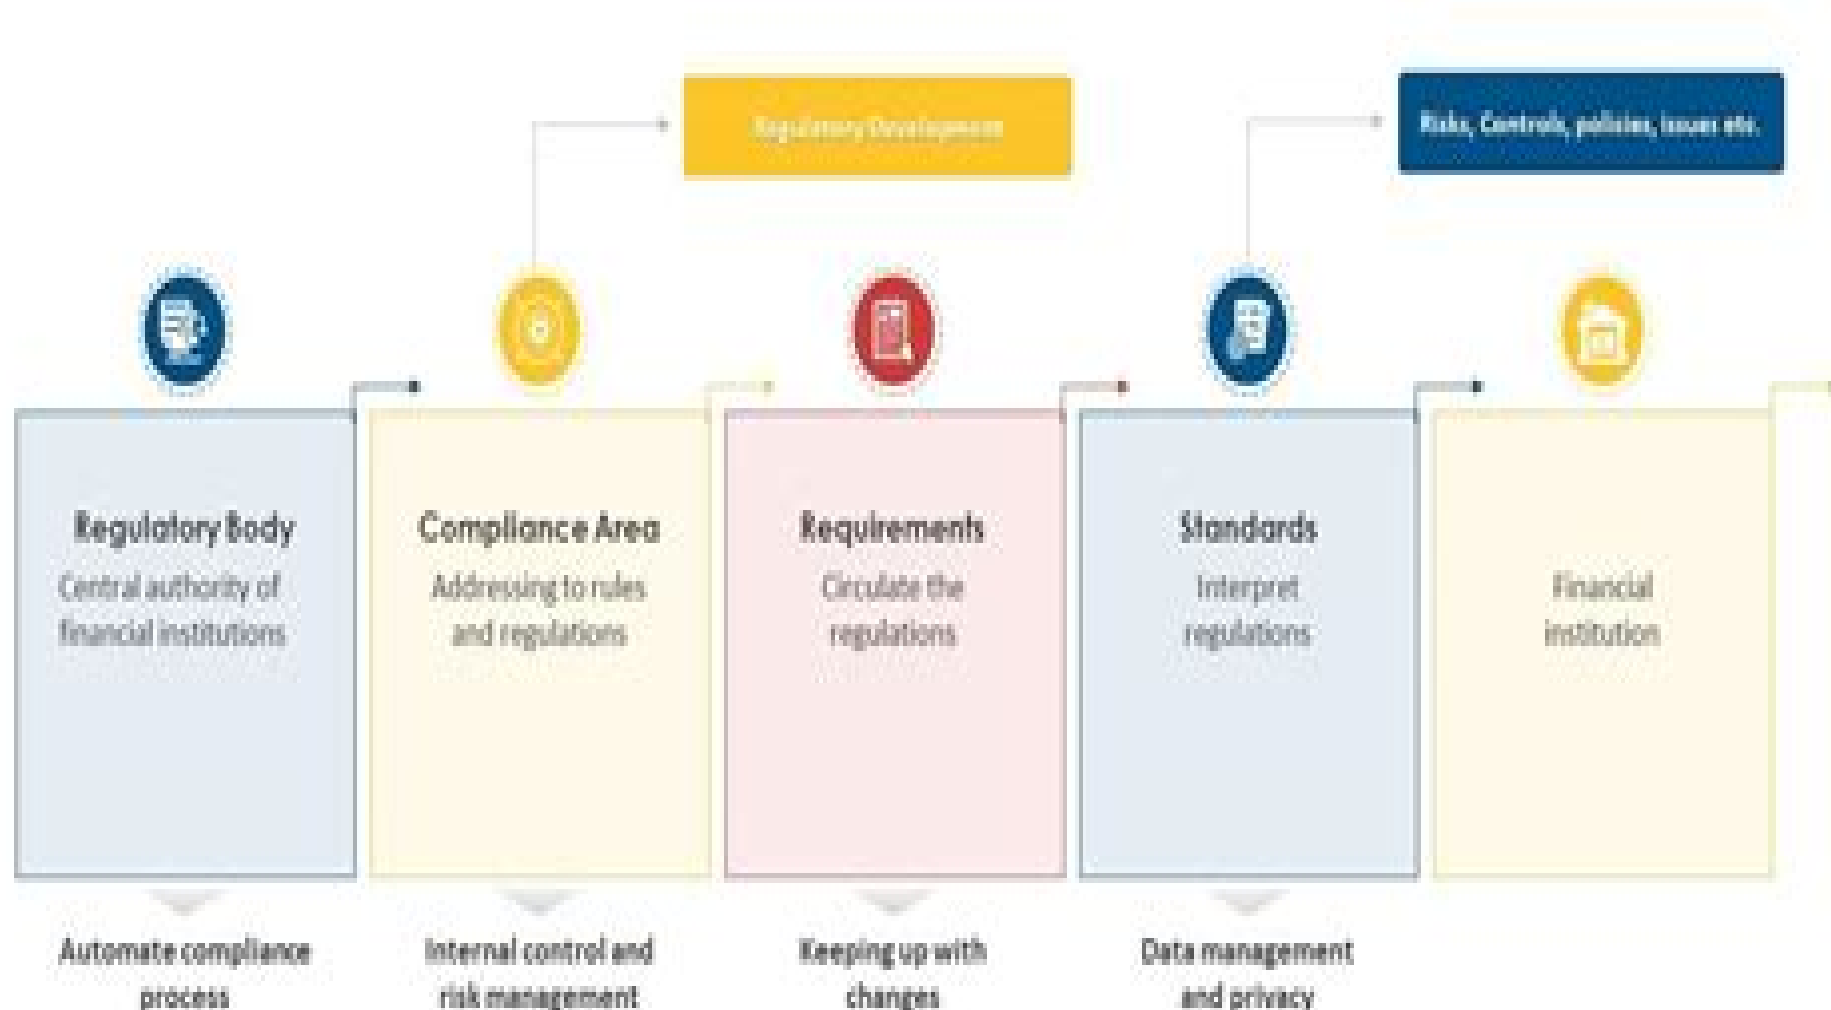 Regulatory Development
Risks, Controls, policies, issues etc.
Regulatory Body
Central authority of
financial institutions
Compliance Area
Addressing to rules
and regulations
Requirements
Circulate the
regulations
Standards
Interpret
regulations
Financial
institution
Automate compliance
process
Internal control and
risk management
Keeping up with
changes
Data management
and privacy